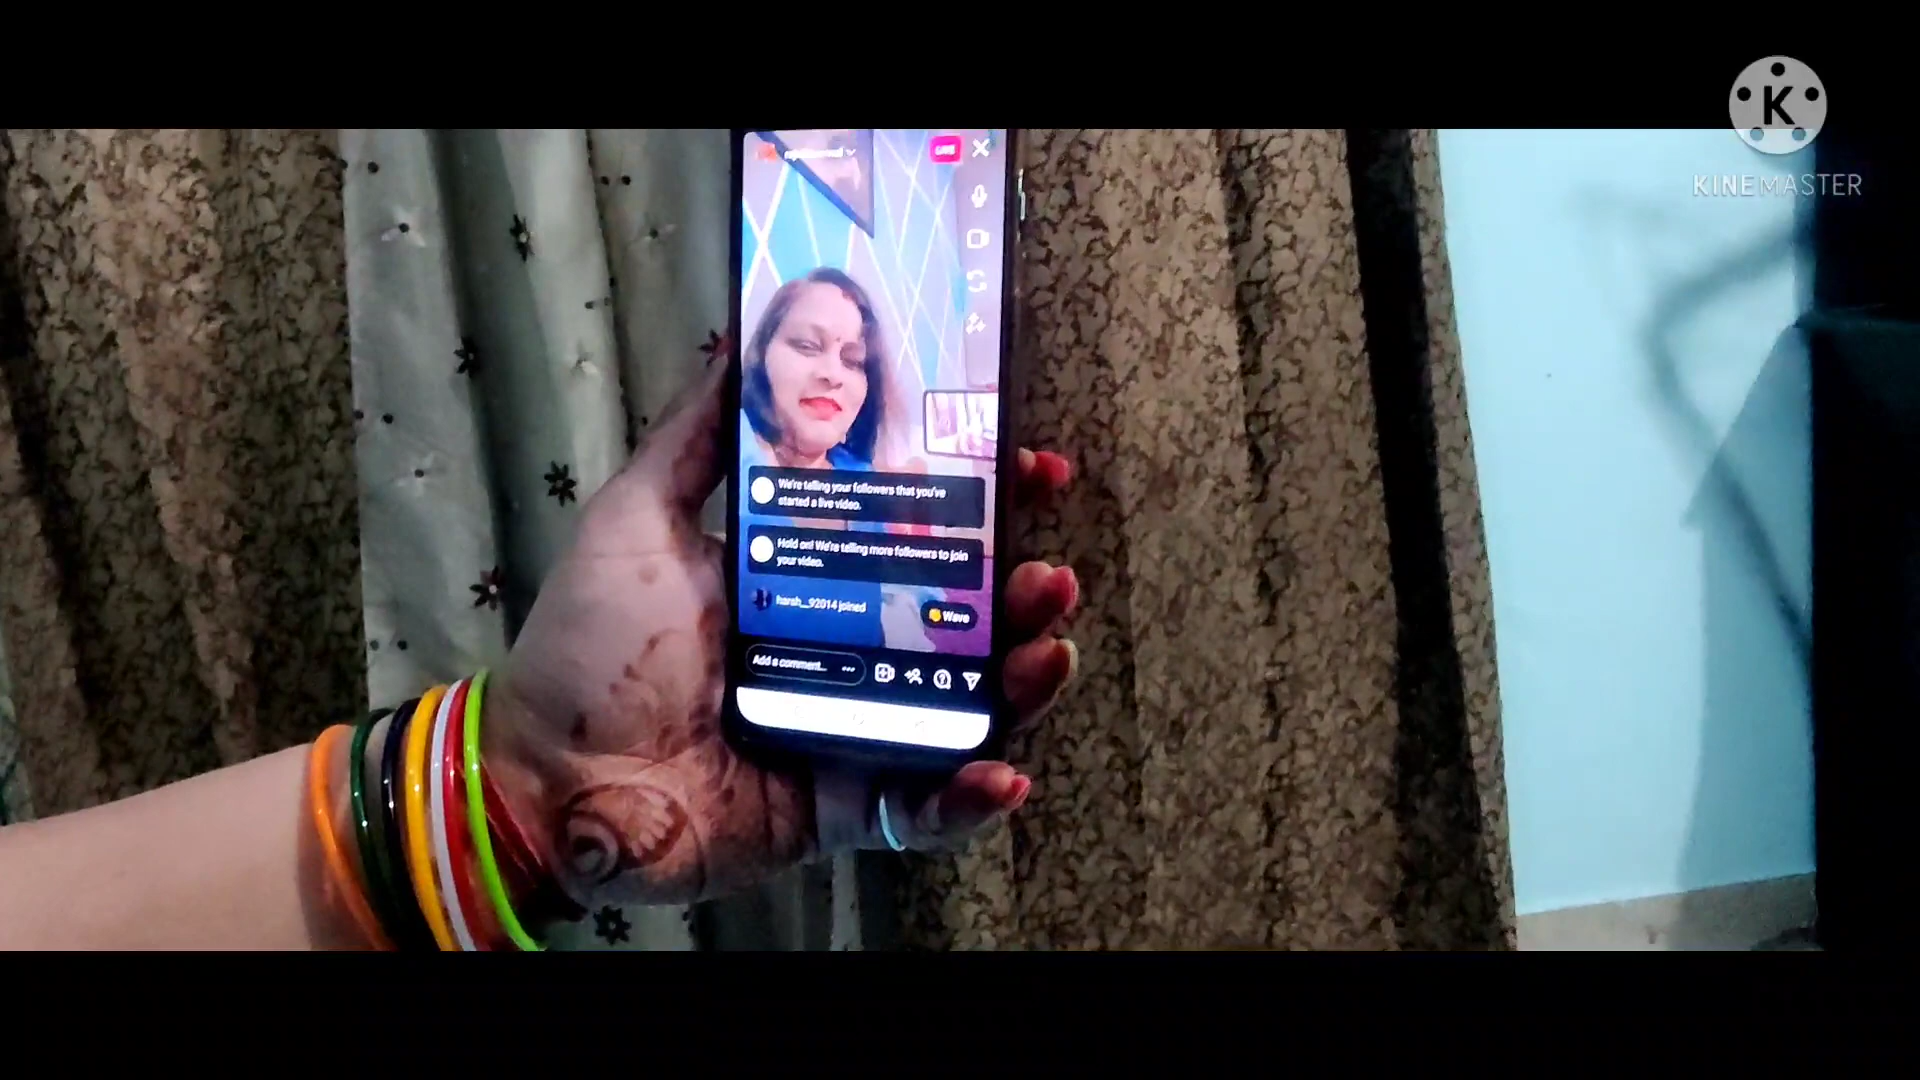 K
KINEMASTER
LIVE
We're telling your followers that you've
started a live video.
Hold on! We're telling more followers to join
your video.
harsh__92014 joined
Wave
Add a comment...